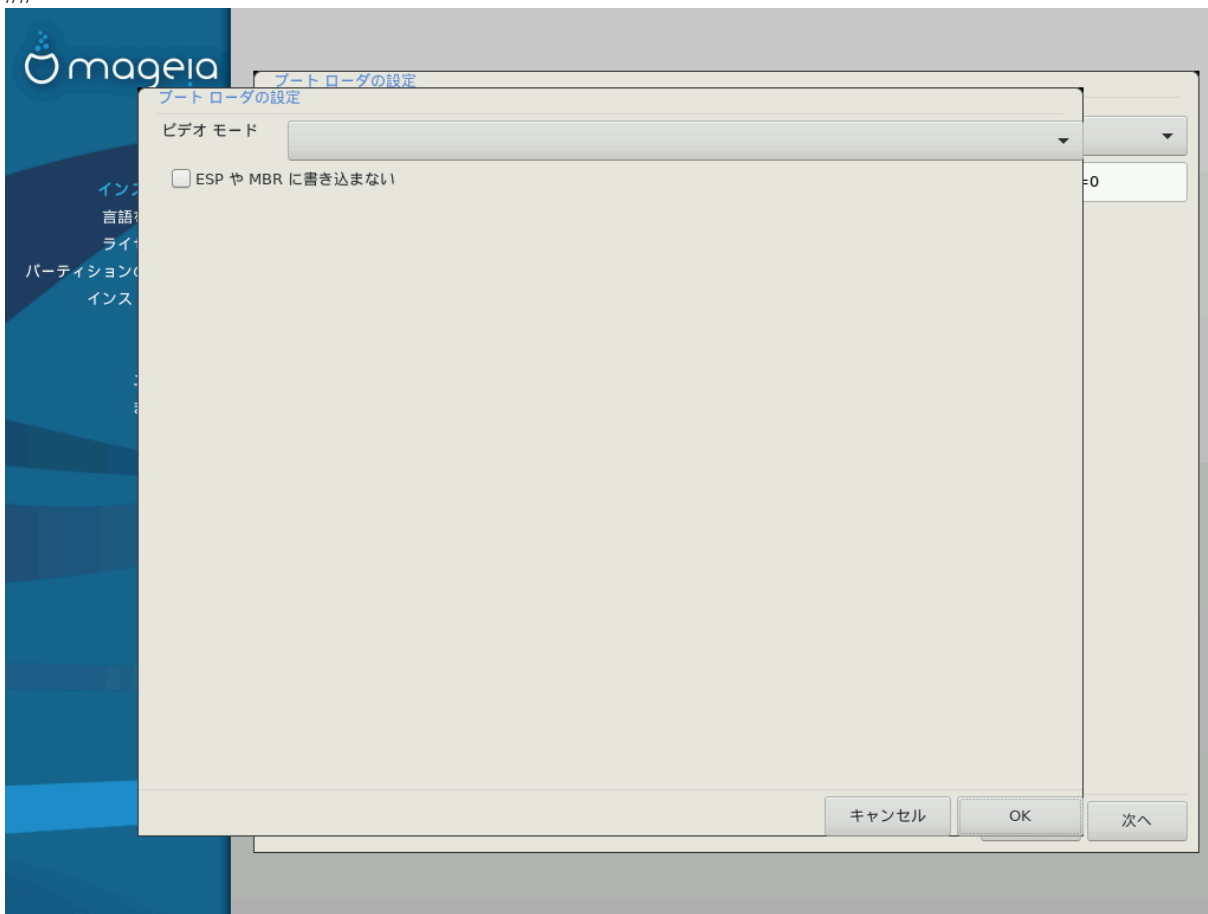 mageia
ブート ローダの設定
ブート ローダの設定
ビデオ モード
ESP や MBR に書き込まない
=0
インス
言語を
ライセ
パーティションの
インス
キャンセル
OK
次へ